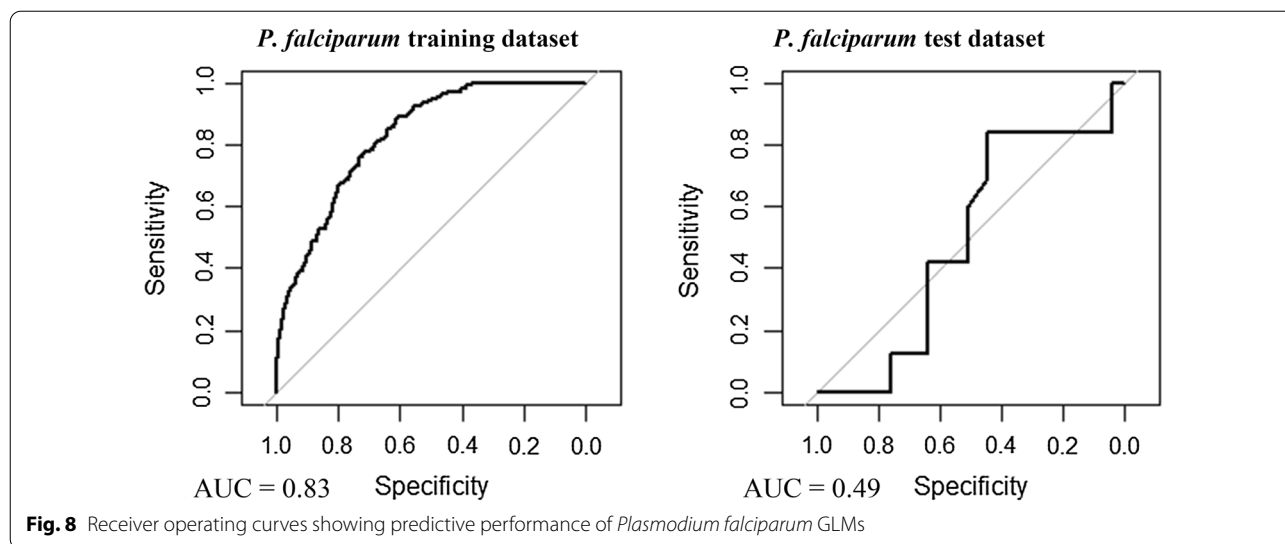 P. falciparum training dataset
1.0
0.8
0.6
0.4
0.2
0.0
Sensitivity
1.0 0.8 0.6 0.4 0.2 0.0
AUC = 0.83 Specificity
P. falciparum test dataset
1.0
0.8
0.6
0.4
0.2
0.0
Sensitivity
1.0 0.8 0.6 0.4 0.2 0.0
AUC = 0.49 Specificity
Fig. 8 Receiver operating curves showing predictive performance of Plasmodium falciparum GLMs